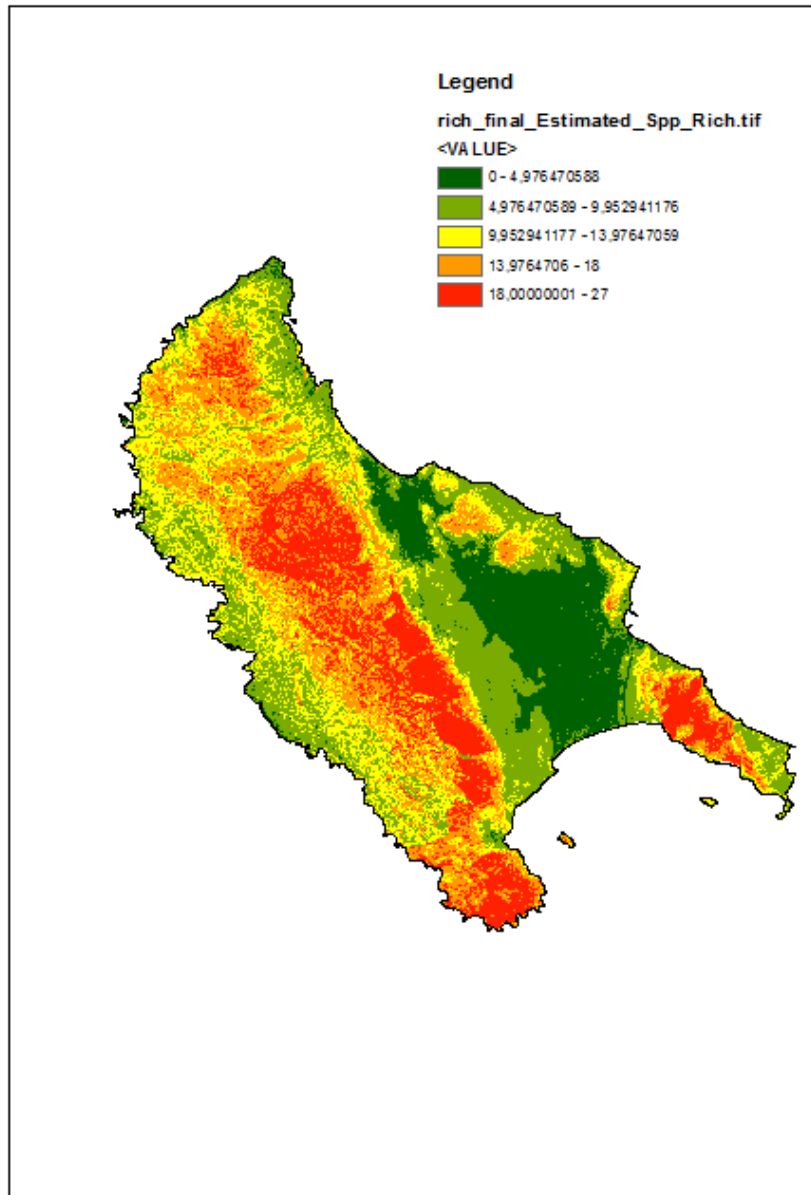 Legend
rich_final_Estimated_Spp_Rich.tif
<VALUE>
0 - 4,976470588
4,976470589 - 9,952941176
9,952941177 - 13,97647059
13,9764706 - 18
18,00000001 - 27